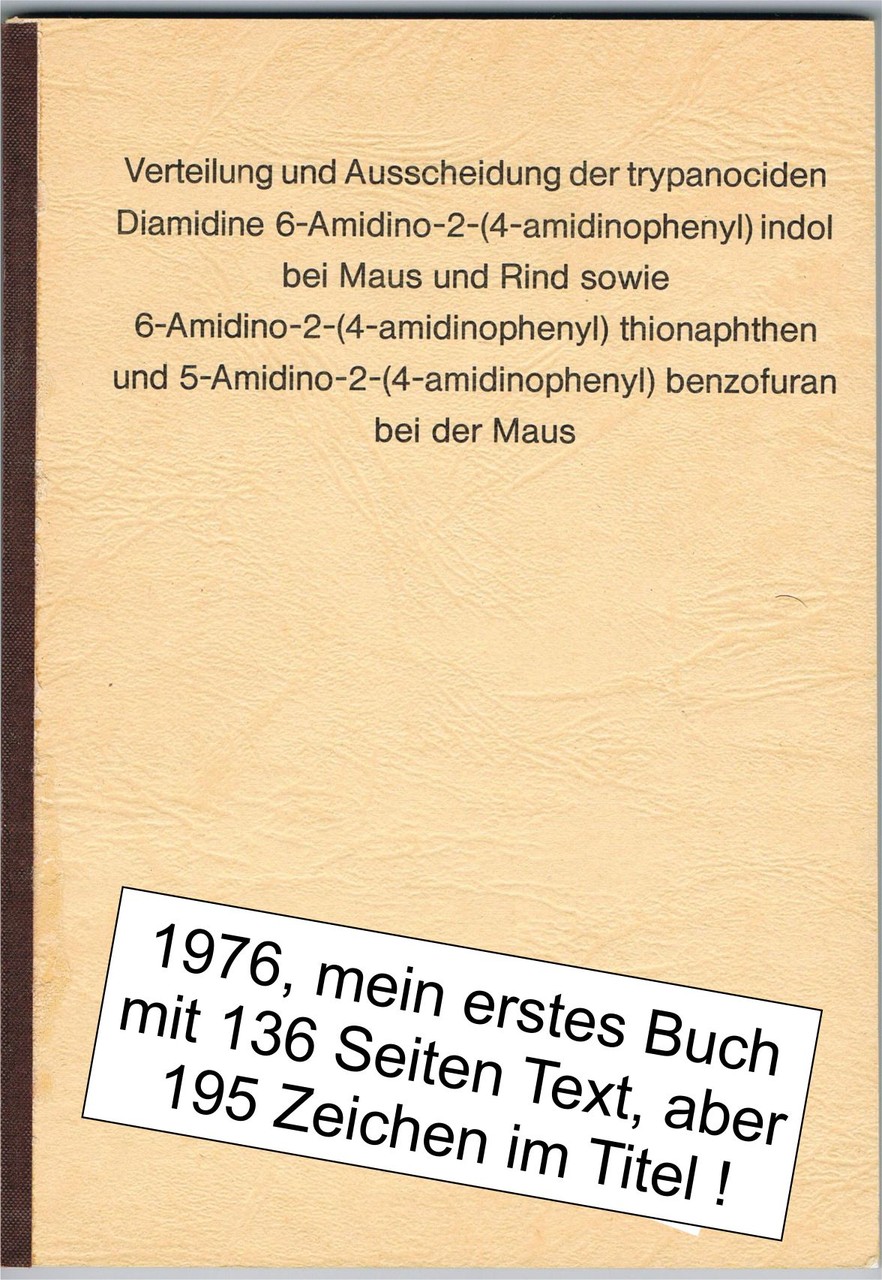 Verteilung und Ausscheidung der trypanociden
Diamidine 6-Amidino-2-(4-amidinophenyl) indol
bei Maus und Rind sowie
6-Amidino-2-(4-amidinophenyl) thionaphthen
und 5-Amidino-2-(4-amidinophenyl) benzofuran
bei der Maus
1976, mein erstes Buch
mit 136 Seiten Text, aber
195 Zeichen im Titel !